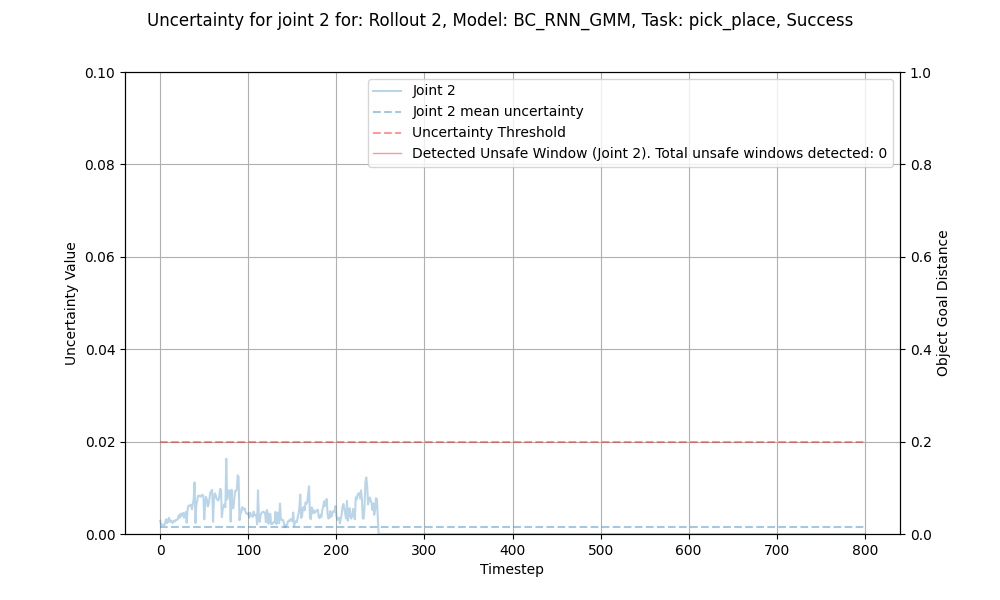 Uncertainty for joint 2 for: Rollout 2, Model: BC_RNN_GMM, Task: pick_place, Success
Joint 2
Joint 2 mean uncertainty
Uncertainty Threshold
Detected Unsafe Window (Joint 2). Total unsafe windows detected: 0
Uncertainty Value
0.10
0.08
0.06
0.04
0.02
0.00
1.0
0.8
0.6
0.4
0.2
0.0
Object Goal Distance
0 100 200 300 400 500 600 700 800
Timestep